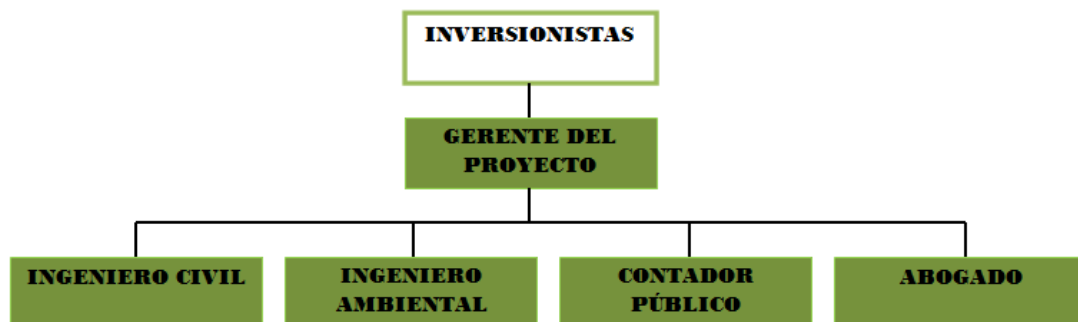 INVERSIONISTAS
GERENTE DEL
PROYECTO
INGENIERO CIVIL
INGENIERO
AMBIENTAL
CONTADOR
PÚBLICO
ABOGADO